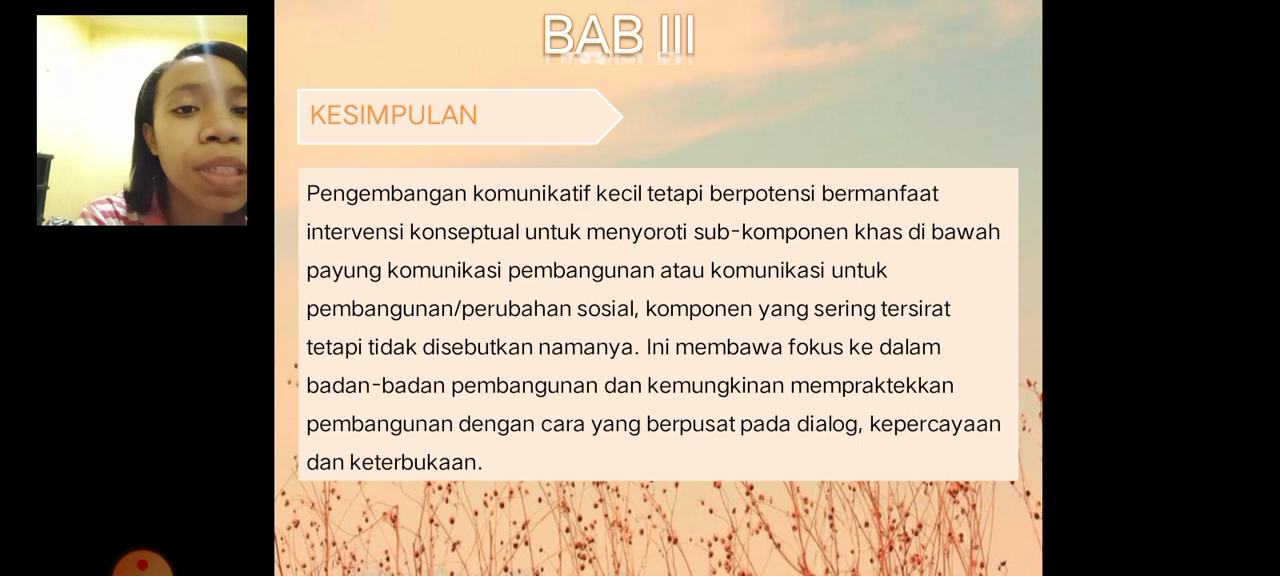 BAB III
KESIMPULAN
Pengembangan komunikatif kecil tetapi berpotensi bermanfaat
intervensi konseptual untuk menyoroti sub-komponen khas di bawah
payung komunikasi pembangunan atau komunikasi untuk
pembangunan/perubahan sosial, komponen yang sering tersirat
tetapi tidak disebutkan namanya. Ini membawa fokus ke dalam
badan-badan pembangunan dan kemungkinan mempraktekkan
pembangunan dengan cara yang berpusat pada dialog, kepercayaan
dan keterbukaan.